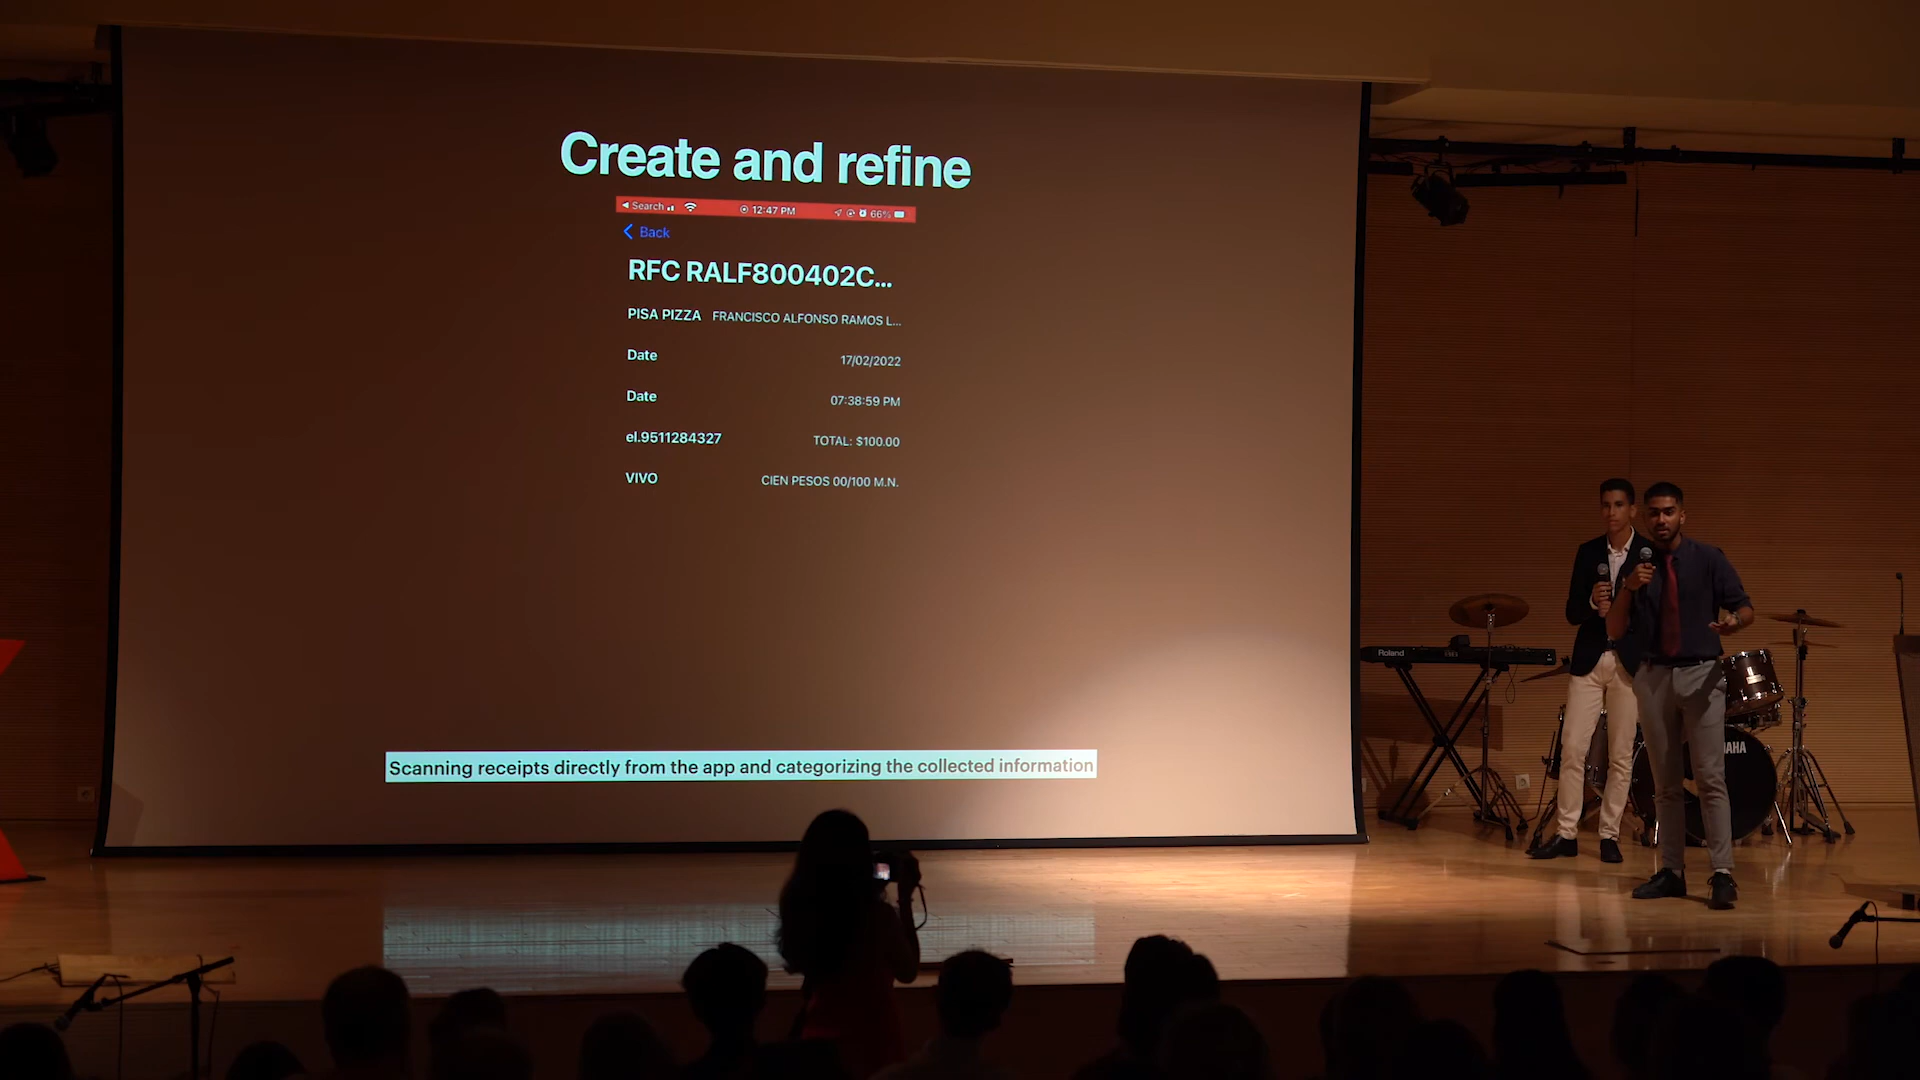 Create and refine
Search 12:47 PM 66%
Back
RFC RALF800402C...
PISA PIZZA FRANCISCO ALFONSO RAMOS L...
Date 17/02/2022
Date 07:38:59 PM
el.9511284327 TOTAL: $100.00
VIVO CIEN PESOS 00/100 M.N.
Scanning receipts directly from the app and categorizing the collected information
Roland
AHA